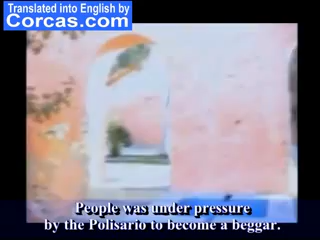 Translated into English by
Corcas.com
People was under pressure
by the Polisario to become a beggar.